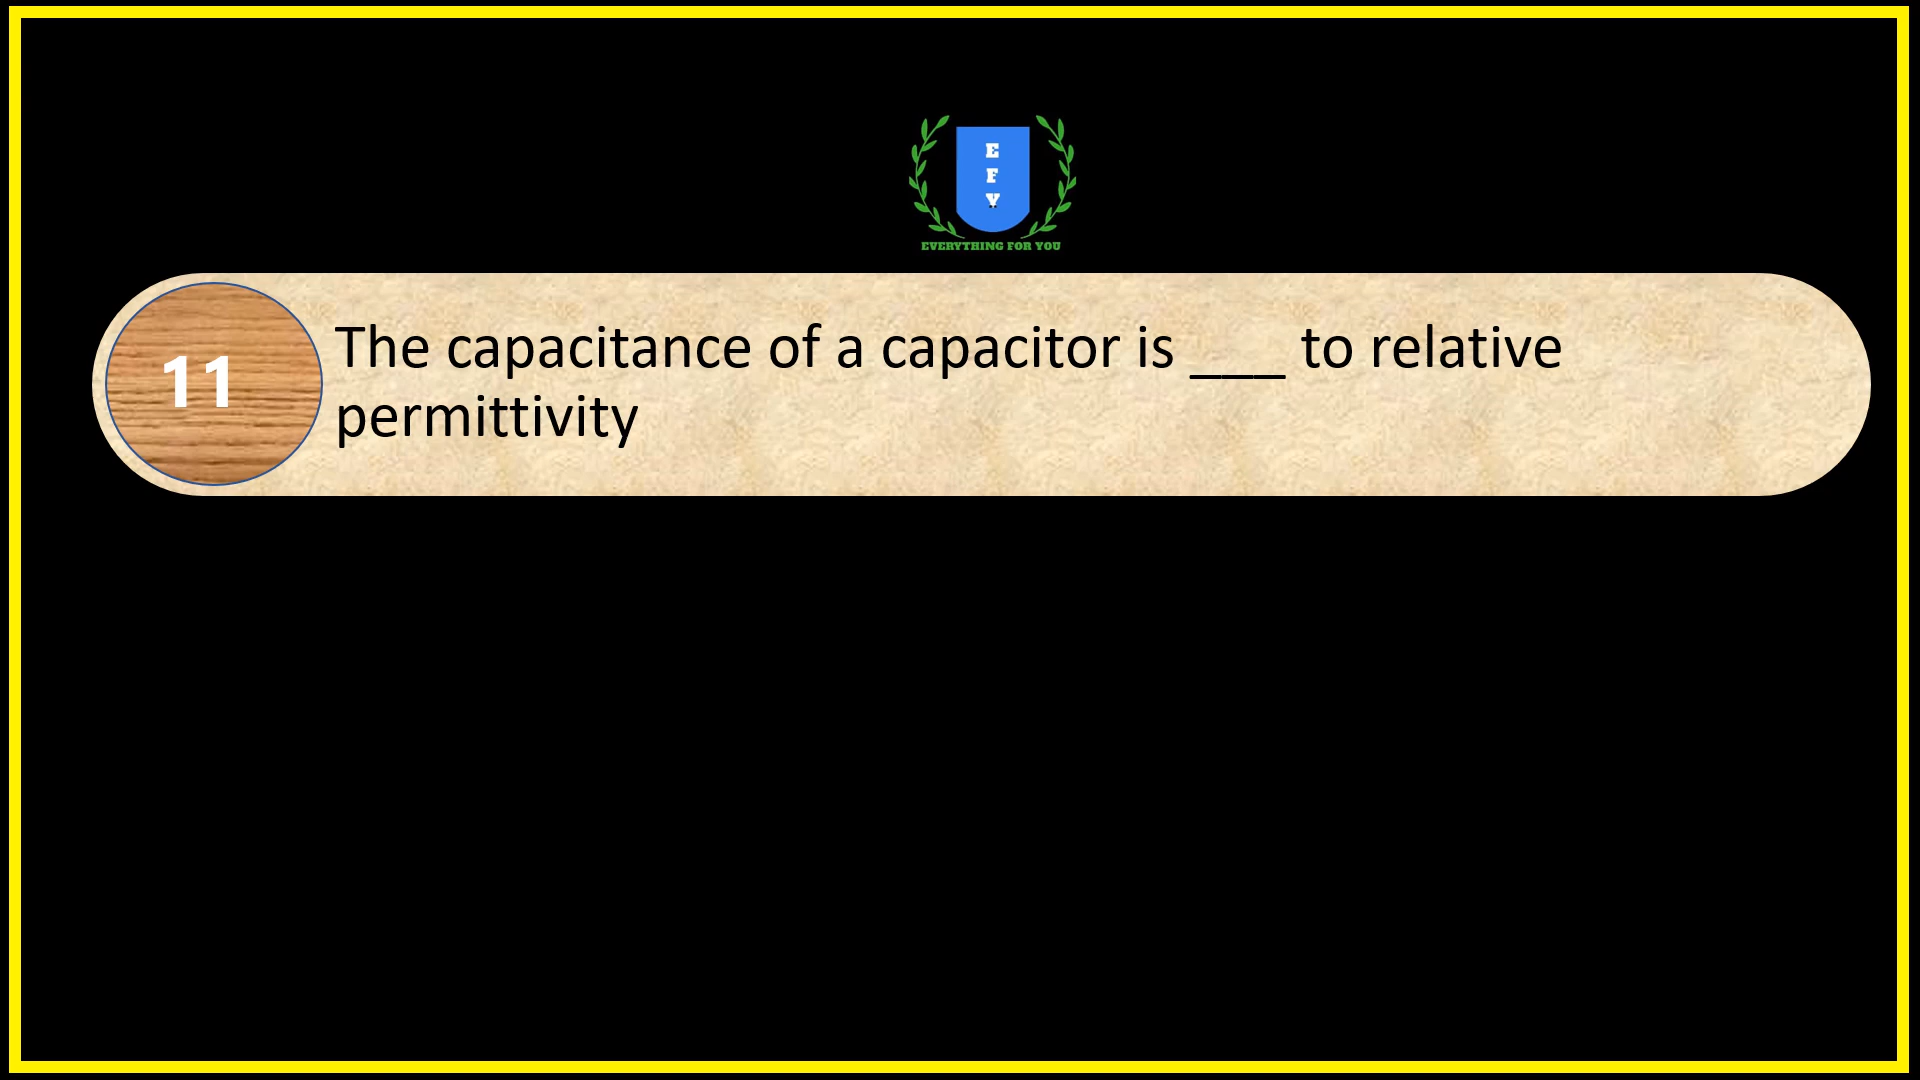 E
F
Y
EVERYTHING FOR YOU
11
The capacitance of a capacitor is ___ to relative
permittivity